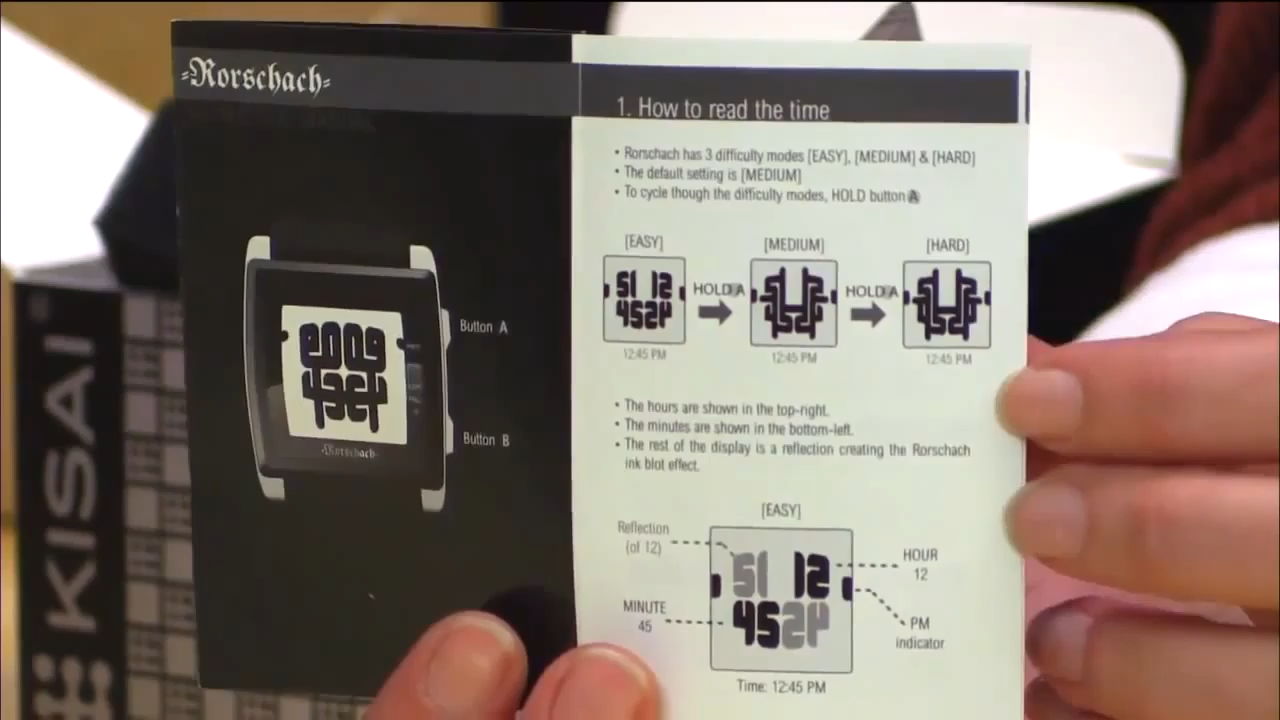 -Rorschach-
Button A
Button B
-Rorschach-
KISAI
1. How to read the time
• Rorschach has 3 difficulty modes [EASY], [MEDIUM] & [HARD]
• The default setting is [MEDIUM]
• To cycle though the difficulty modes, HOLD button A
[EASY] [MEDIUM] [HARD]
HOLD A HOLD A
12:45 PM 12:45 PM 12:45 PM
• The hours are shown in the top-right.
• The minutes are shown in the bottom-left.
• The rest of the display is a reflection creating the Rorschach
ink blot effect.
[EASY]
Reflection
(of 12)
HOUR
12
12
MINUTE
45
45
PM
indicator
Time: 12:45 PM